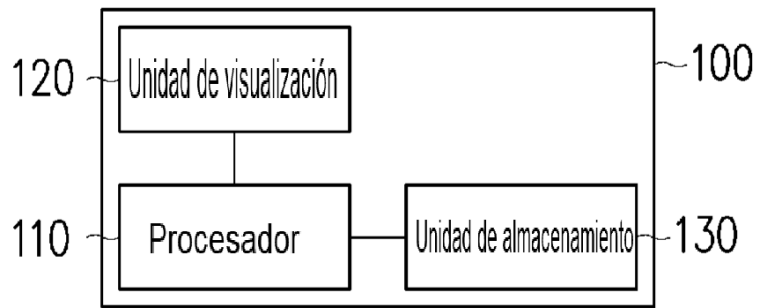 120 Unidad de visualización 100
110 Procesador Unidad de almacenamiento 130